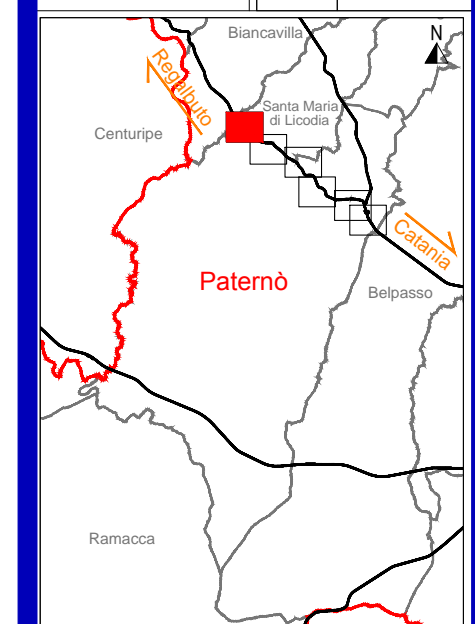 Biancavilla
N
Regalbuto
Santa Maria
di Licodia
Centuripe
Catania
Paternò
Belpasso
Ramacca